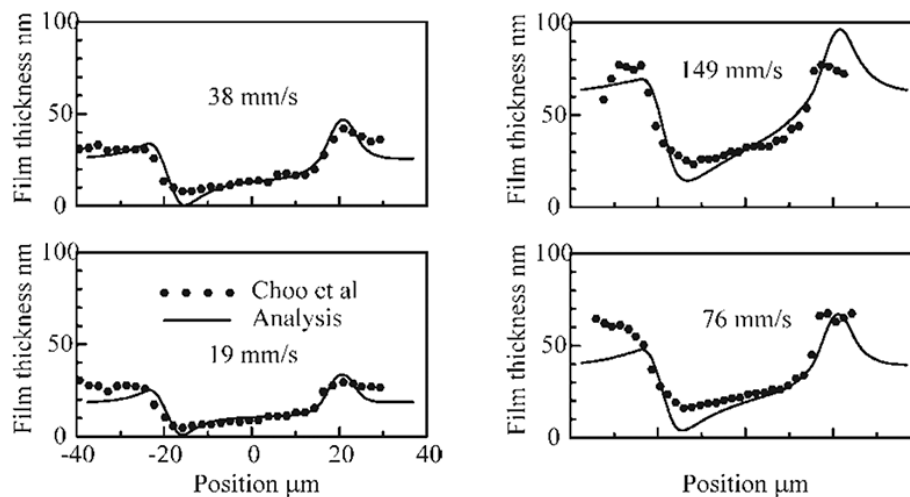 Film thickness nm
100
50
0
38 mm/s
Film thickness nm
100
50
0
149 mm/s
Film thickness nm
100
50
0
Choo et al
Analysis
19 mm/s
-40
-20
0
20
40
Position μm
Film thickness nm
100
50
0
76 mm/s
Position μm